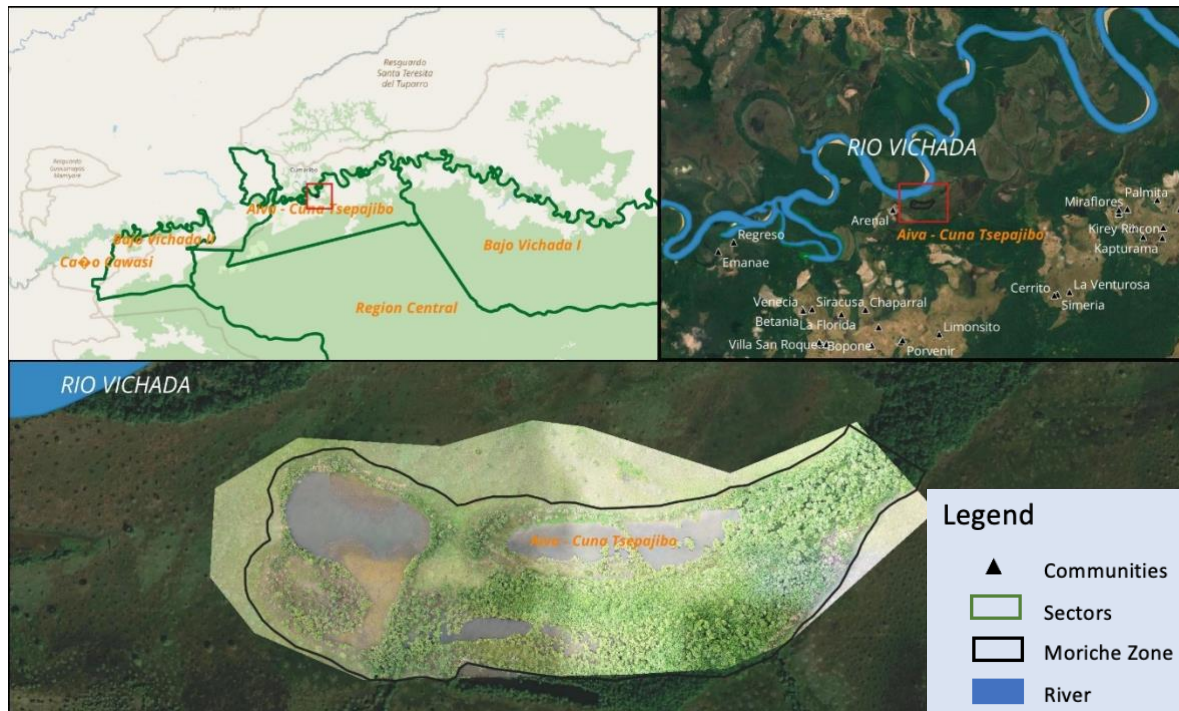 Resguardo
Santa Teresita
del Tuparro
Cumaribo
Aiva - Cuna Tsepajibo
Bajo Vichada II
Ca�o Cawasi
Bajo Vichada I
Region Central
RIO VICHADA
Palmita
Miraflores
Arenal
Kirey Rincon
Aiva - Cuna Tsepajibo
Regreso
Kapturama
Emanae
Cerrito
La Venturosa
Simeria
Venecia
Siracusa
Chaparral
Betania
La Florida
Limonsito
Villa San Roque
Bopone
Porvenir
RIO VICHADA
Aiva - Cuna Tsepajibo
Legend
Communities
Sectors
Moriche Zone
River